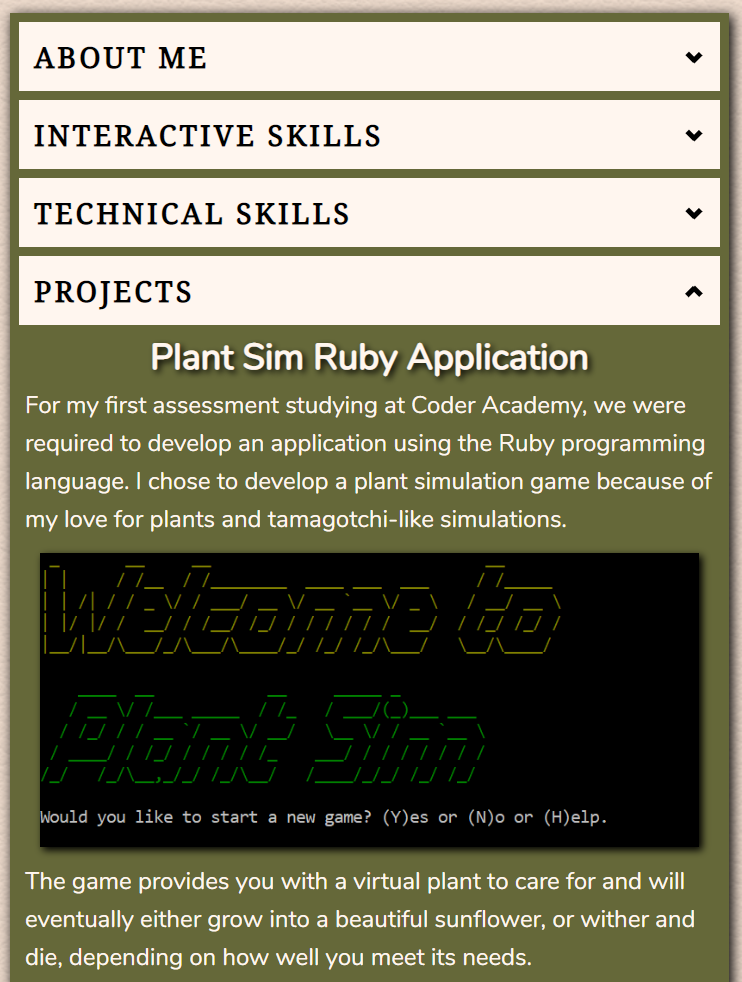 ABOUT ME
INTERACTIVE SKILLS
TECHNICAL SKILLS
PROJECTS
Plant Sim Ruby Application
For my first assessment studying at Coder Academy, we were
required to develop an application using the Ruby programming
language. I chose to develop a plant simulation game because of
my love for plants and tamagotchi-like simulations.
Welcome to
Plant Sim
Would you like to start a new game? (Y)es or (N)o or (H)elp.
The game provides you with a virtual plant to care for and will
eventually either grow into a beautiful sunflower, or wither and
die, depending on how well you meet its needs.